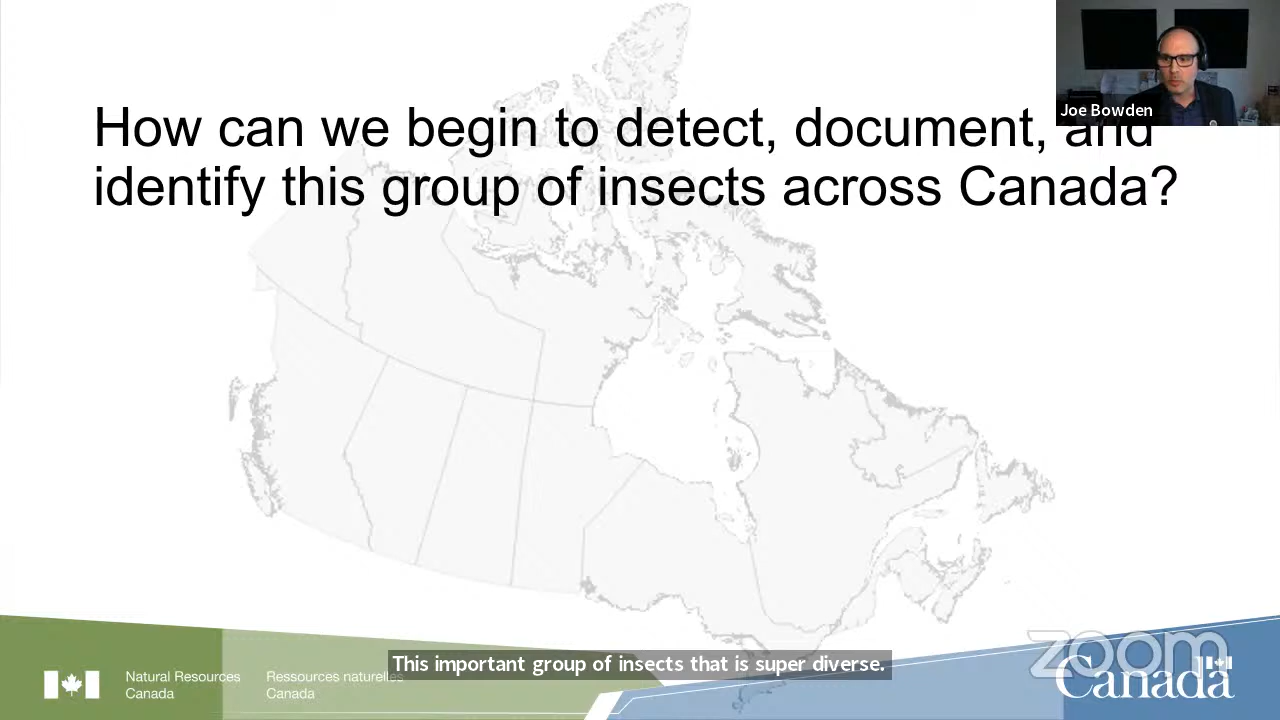 Joe Bowden
How can we begin to detect, document, and
identify this group of insects across Canada?
This important group of insects that is super diverse.
Natural Resources
Canada
Ressources naturelles
Canada
zoom
Canada